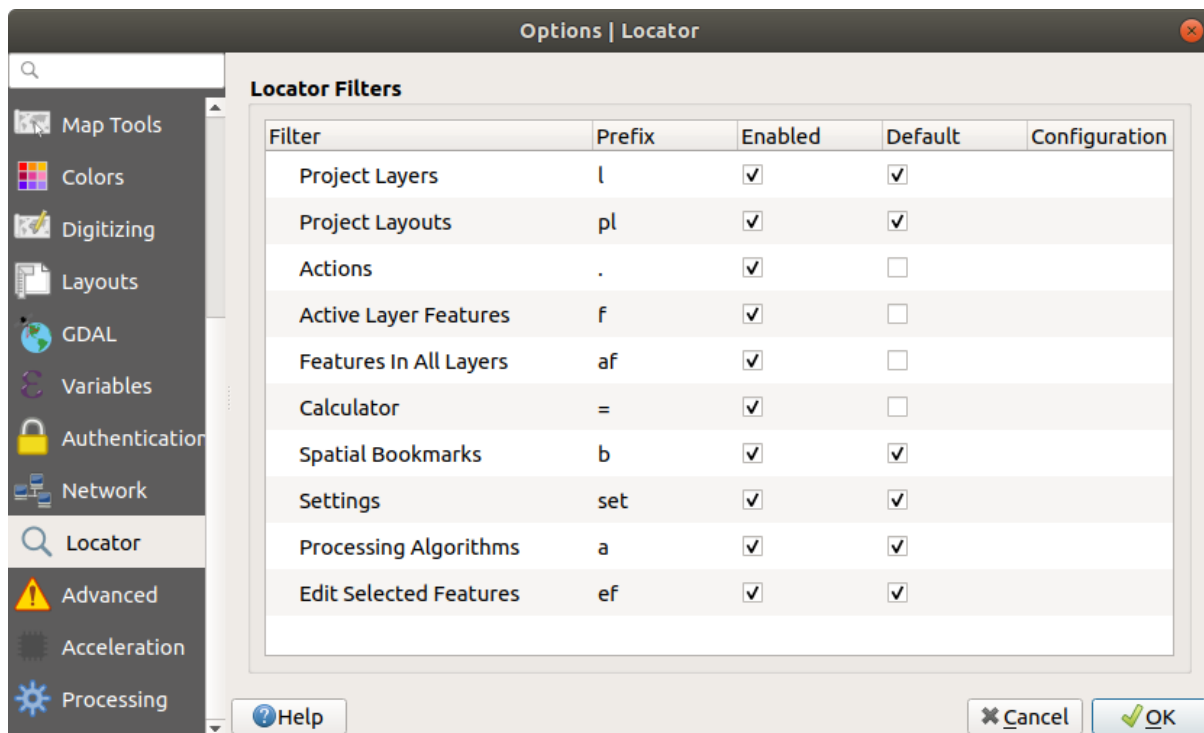 Options | Locator
Map Tools
Colors
Digitizing
Layouts
GDAL
Variables
Authentication
Network
Locator
Advanced
Acceleration
Processing
Locator Filters
Filter Prefix Enabled Default Configuration
Project Layers l
Project Layouts pl
Actions .
Active Layer Features f
Features In All Layers af
Calculator =
Spatial Bookmarks b
Settings set
Processing Algorithms a
Edit Selected Features ef
Help
Cancel
OK